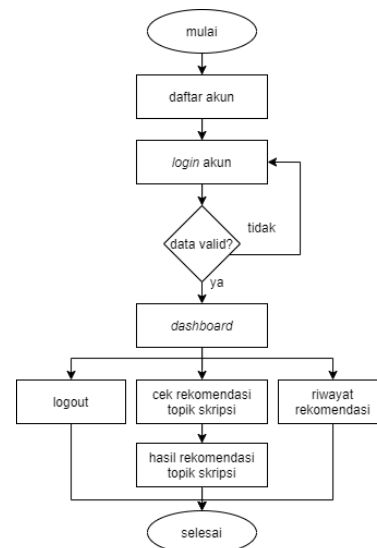 mulai
daftar akun
login akun
tidak
data valid?
ya
dashboard
logout
cek rekomendasi
topik skripsi
riwayat
rekomendasi
hasil rekomendasi
topik skripsi
selesai